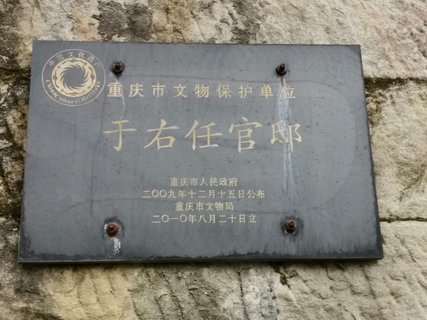 重庆市文物保护单位
于右任官邸
重庆市人民政府
二〇〇九年十二月十五日公布
重庆市文物局
二〇一〇年八月二十日立